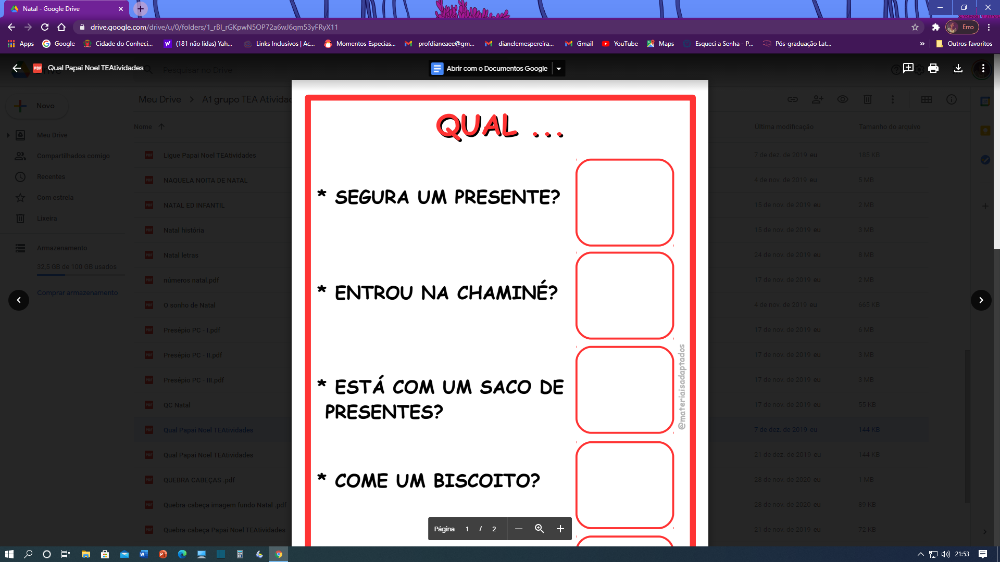 Natal - Google Drive
drive.google.com/drive/u/0/folders/1_rBI_rGKpwN5OP72a6wJ6qm53yFRyX11
Erro
Apps
Google
Cidade do Conheci...
(181 não lidas) Yah...
Links Inclusivos | Ac...
Momentos Especias...
profdianeaee@gm...
dianelemespereira...
Gmail
YouTube
Maps
Esqueci a Senha - P...
Pós-graduação Lat...
»
Outros favoritos
Qual Papai Noel TEAtividades
Pesquisar no Drive
Abrir com o Documentos Google
Novo
Meu Drive
Compartilhados comigo
Recentes
Com estrela
Lixeira
Armazenamento
32,5 GB de 100 GB usados
Comprar armazenamento
Meu Drive > A1 grupo TEA Atividad
Nome
Última modificação
Tamanho do arquivo
Ligue Papai Noel TEAtividades 7 de dez. de 2019 eu 185 KB
NAQUELA NOITA DE NATAL 4 de nov. de 2019 eu 5 MB
NATAL ED INFANTIL 15 de nov. de 2019 eu 2 MB
Natal história 15 de nov. de 2019 eu 3 MB
Natal letras 24 de nov. de 2019 eu 8 MB
números natal.pdf 17 de nov. de 2019 eu 2 MB
O sonho de Natal 4 de nov. de 2019 eu 665 KB
Presépio PC - I.pdf 17 de nov. de 2019 eu 6 MB
Presépio PC - II.pdf 17 de nov. de 2019 eu 3 MB
Presépio PC - III.pdf 17 de nov. de 2019 eu 3 MB
QC Natal 17 de nov. de 2019 eu 55 KB
Qual Papai Noel TEAtividades 7 de dez. de 2019 eu 144 KB
Qual Papai Noel TEAtividades 21 de dez. de 2019 eu 144 KB
QUEBRA CABEÇAS .pdf 28 de nov. de 2020 eu 1 MB
Quebra-cabeça imagem fundo Natal .pdf 28 de nov. de 2020 eu 89 KB
Quebra-cabeça Papai Noel TEAtividades 21 de nov. de 2019 eu 72 KB
QUAL ...
* SEGURA UM PRESENTE?
* ENTROU NA CHAMINÉ?
* ESTÁ COM UM SACO DE
PRESENTES?
* COME UM BISCOITO?
@materiaisadaptados
Página 1 / 2
21:53